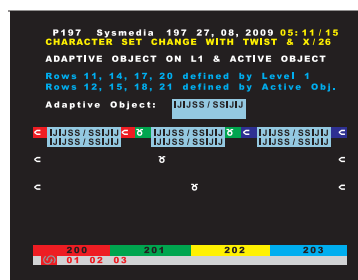 P197 Sysmedia 197 27, 08, 2009 05:11/15
CHARACTER SET CHANGE WITH TWIST & X/26
ADAPTIVE OBJECT ON L1 & ACTIVE OBJECT
Rows 11, 14, 17, 20 defined by Level 1
Rows 12, 15, 18, 21 defined by Active Obj.
Adaptive Object: IJIJSS/SSIJIJ
IJIJSS/SSIJIJ
⊂ IJIJSS/SSIJIJ ⊂ ŏ IJIJSS/SSIJIJ ŏ ⊂ IJIJSS/SSIJIJ ⊂
IJIJSS/SSIJIJ IJIJSS/SSIJIJ IJIJSS/SSIJIJ
⊂ ŏ ⊂
⊂ ŏ
200 201 202 203
01 02 03